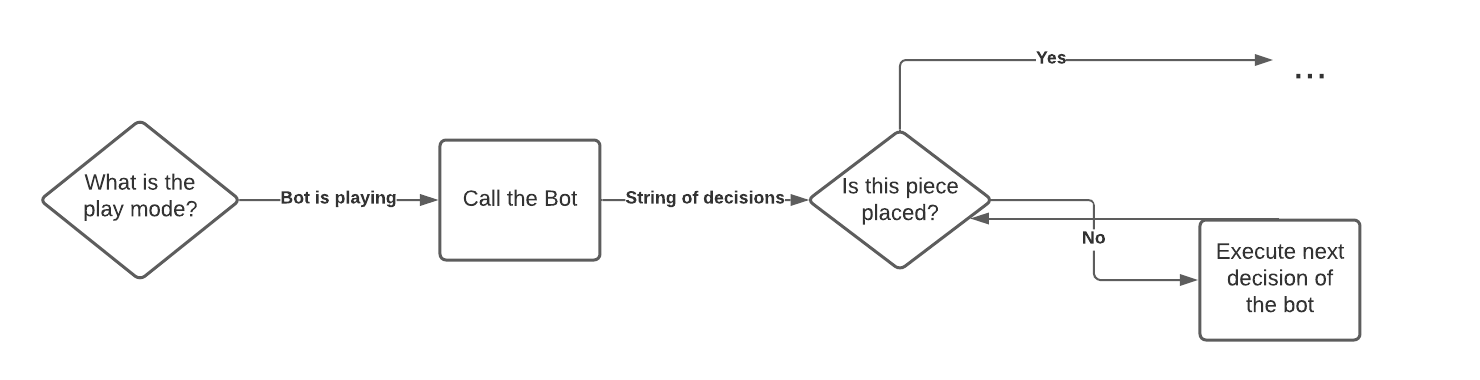 What is the
play mode?
Bot is playing
Call the Bot
String of decisions
Is this piece
placed?
Yes
...
No
Execute next
decision of
the bot